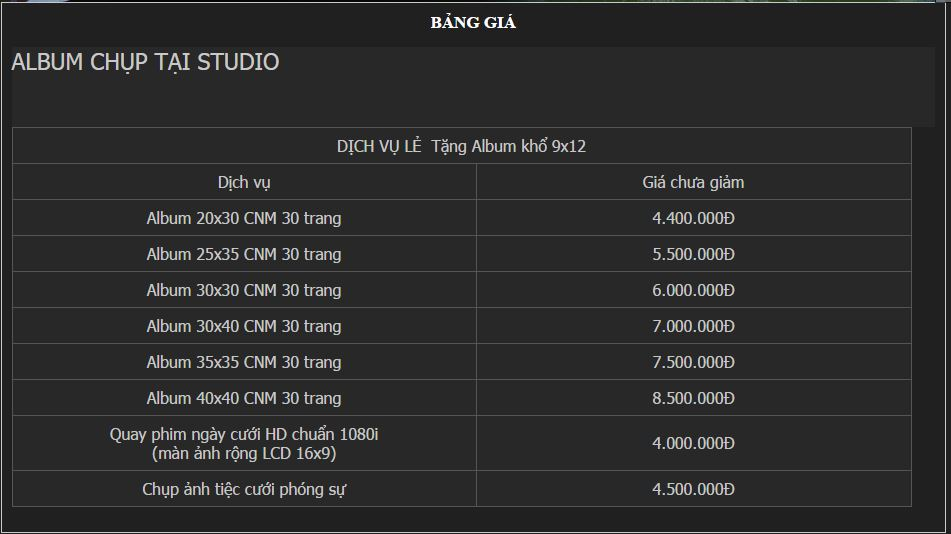 BẢNG GIÁ
ALBUM CHỤP TẠI STUDIO
DỊCH VỤ LẺ Tặng Album khổ 9x12
Dịch vụ Giá chưa giảm
Album 20x30 CNM 30 trang 4.400.000Đ
Album 25x35 CNM 30 trang 5.500.000Đ
Album 30x30 CNM 30 trang 6.000.000Đ
Album 30x40 CNM 30 trang 7.000.000Đ
Album 35x35 CNM 30 trang 7.500.000Đ
Album 40x40 CNM 30 trang 8.500.000Đ
Quay phim ngày cưới HD chuẩn 1080i
(màn ảnh rộng LCD 16x9) 4.000.000Đ
Chụp ảnh tiệc cưới phóng sự 4.500.000Đ